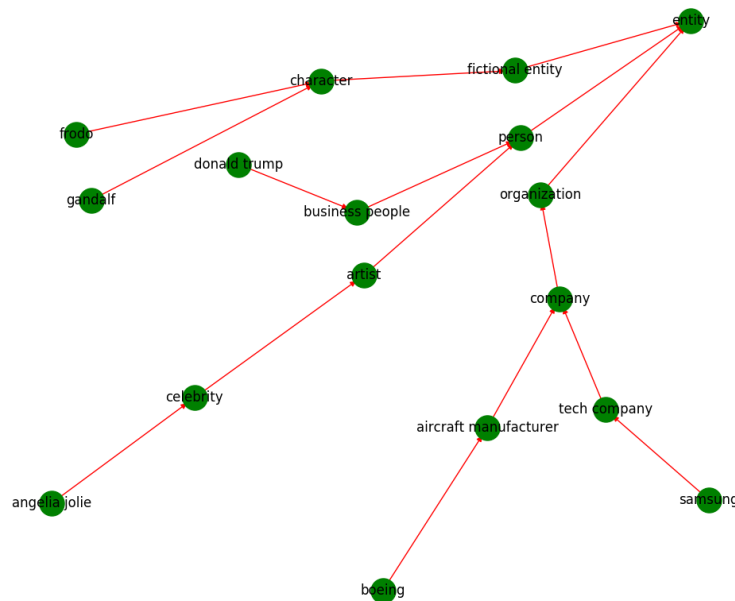 entity
fictional entity
character
frodo
person
donald trump
gandalf
organization
business people
artist
company
celebrity
tech company
aircraft manufacturer
samsung
angelia jolie
boeing